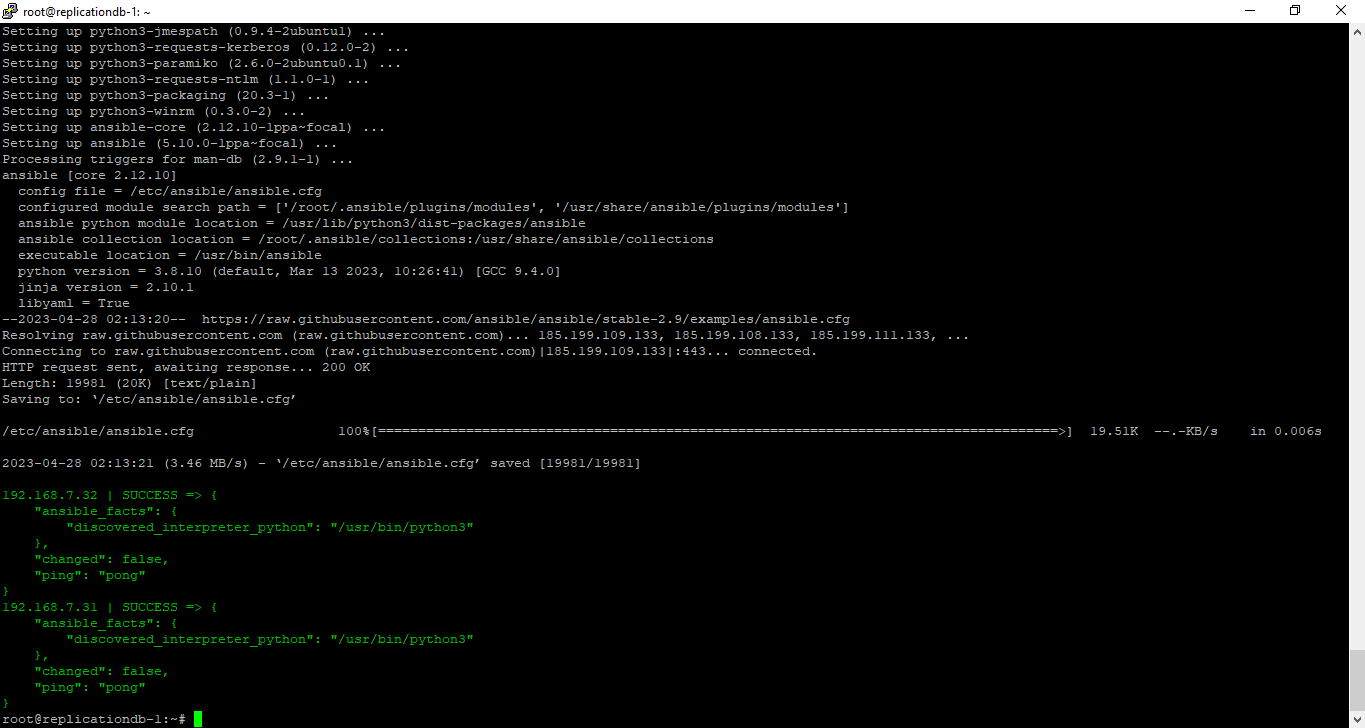 root@replicationdb-1: ~
Setting up python3-jmespath (0.9.4-2ubuntu1) ...
Setting up python3-requests-kerberos (0.12.0-2) ...
Setting up python3-paramiko (2.6.0-2ubuntu0.1) ...
Setting up python3-requests-ntlm (1.1.0-1) ...
Setting up python3-packaging (20.3-1) ...
Setting up python3-winrm (0.3.0-2) ...
Setting up ansible-core (2.12.10-1ppa~focal) ...
Setting up ansible (5.10.0-1ppa~focal) ...
Processing triggers for man-db (2.9.1-1) ...
ansible [core 2.12.10]
  config file = /etc/ansible/ansible.cfg
  configured module search path = ['/root/.ansible/plugins/modules', '/usr/share/ansible/plugins/modules']
  ansible python module location = /usr/lib/python3/dist-packages/ansible
  ansible collection location = /root/.ansible/collections:/usr/share/ansible/collections
  executable location = /usr/bin/ansible
  python version = 3.8.10 (default, Mar 13 2023, 10:26:41) [GCC 9.4.0]
  jinja version = 2.10.1
  libyaml = True
--2023-04-28 02:13:20--  https://raw.githubusercontent.com/ansible/ansible/stable-2.9/examples/ansible.cfg
Resolving raw.githubusercontent.com (raw.githubusercontent.com)... 185.199.109.133, 185.199.108.133, 185.199.111.133, ...
Connecting to raw.githubusercontent.com (raw.githubusercontent.com)|185.199.109.133|:443... connected.
HTTP request sent, awaiting response... 200 OK
Length: 19981 (20K) [text/plain]
Saving to: ‘/etc/ansible/ansible.cfg’
/etc/ansible/ansible.cfg                  100%[=====================================================================================>]  19.51K  --.-KB/s    in 0.006s
2023-04-28 02:13:21 (3.46 MB/s) - ‘/etc/ansible/ansible.cfg’ saved [19981/19981]
192.168.7.32 | SUCCESS => {
    "ansible_facts": {
        "discovered_interpreter_python": "/usr/bin/python3"
    },
    "changed": false,
    "ping": "pong"
}
192.168.7.31 | SUCCESS => {
    "ansible_facts": {
        "discovered_interpreter_python": "/usr/bin/python3"
    },
    "changed": false,
    "ping": "pong"
}
root@replicationdb-1:~#